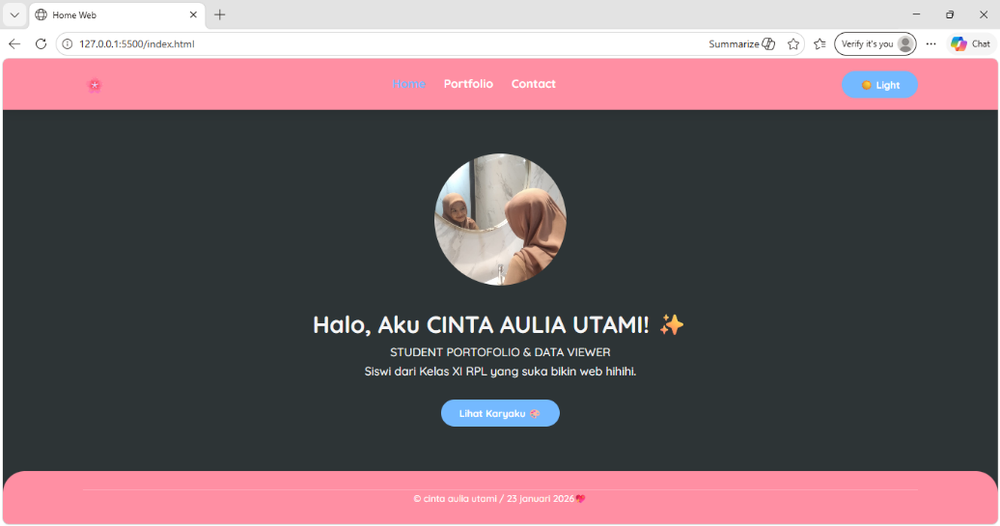 Home Web
127.0.0.1:5500/index.html
Summarize
Verify it's you
Chat
Home
Portfolio
Contact
Light
Halo, Aku CINTA AULIA UTAMI! ✨
STUDENT PORTOFOLIO & DATA VIEWER
Siswi dari Kelas XI RPL yang suka bikin web hihihi.
Lihat Karyaku
© cinta aulia utami / 23 januari 2026💖